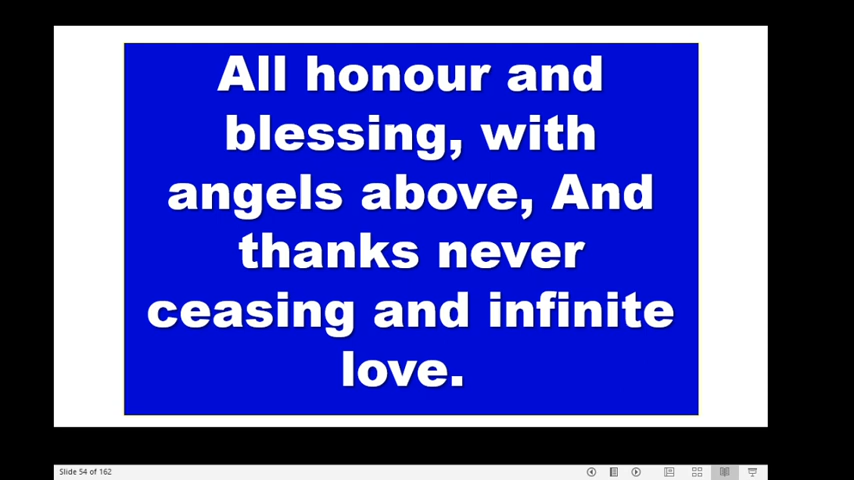 All honour and
blessing, with
angels above, And
thanks never
ceasing and infinite
love.
Slide 54 of 162